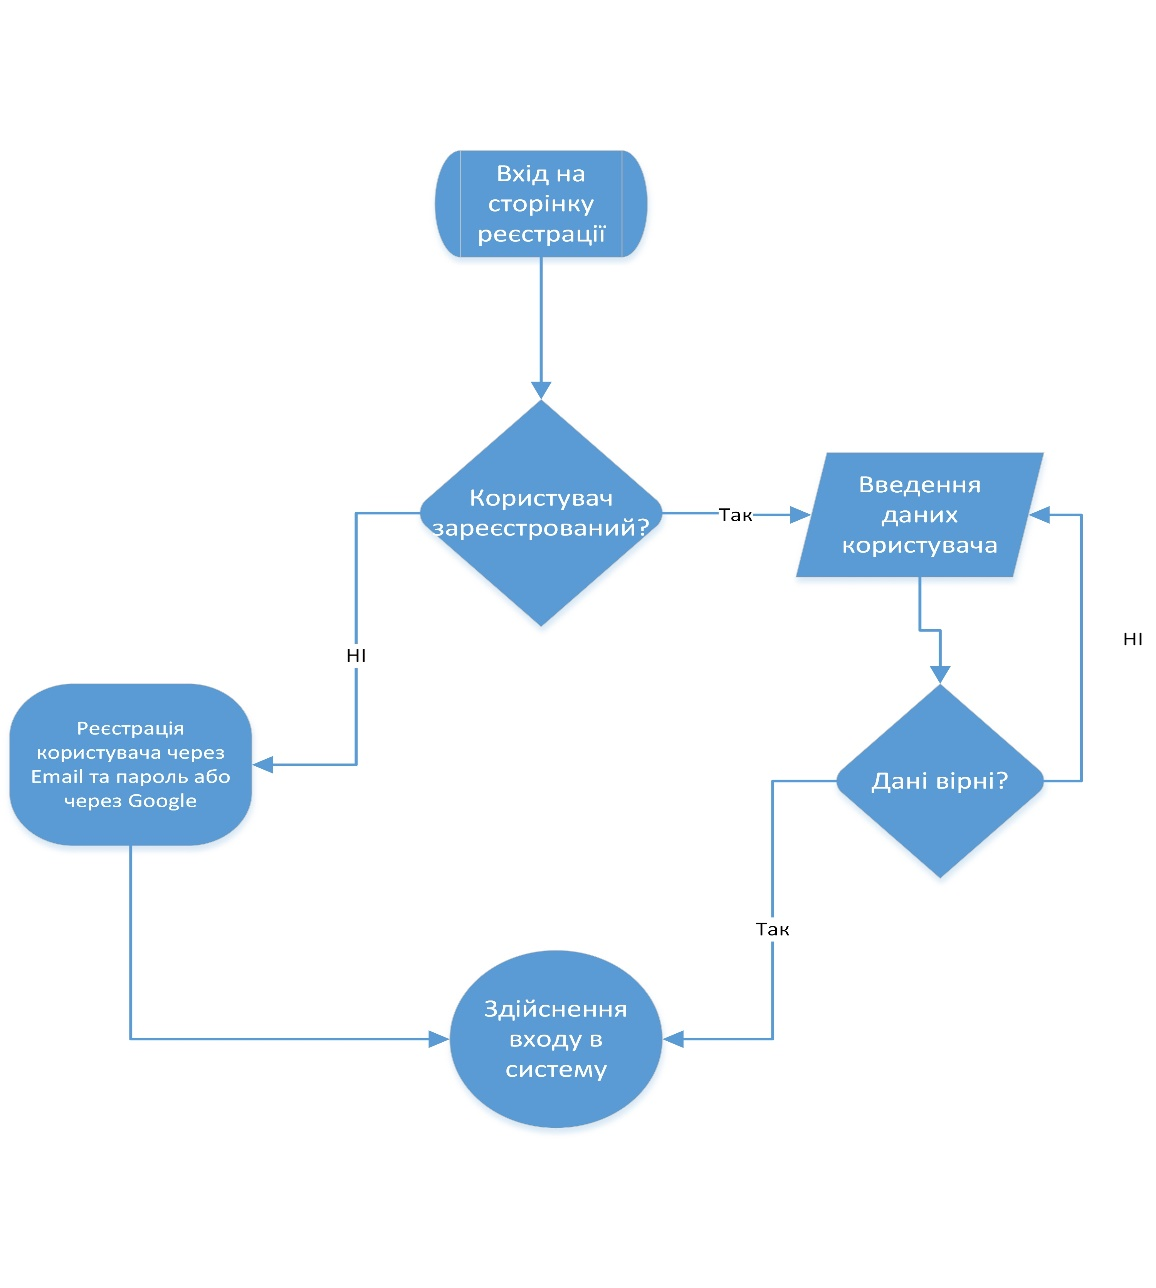 Вхід на
сторінку
реєстрації
Користувач
зареєстрований?
Так
Введення
даних
користувача
НІ
НІ
Реєстрація
користувача через
Email та пароль або
через Google
Дані вірні?
Так
Здійснення
входу в
систему